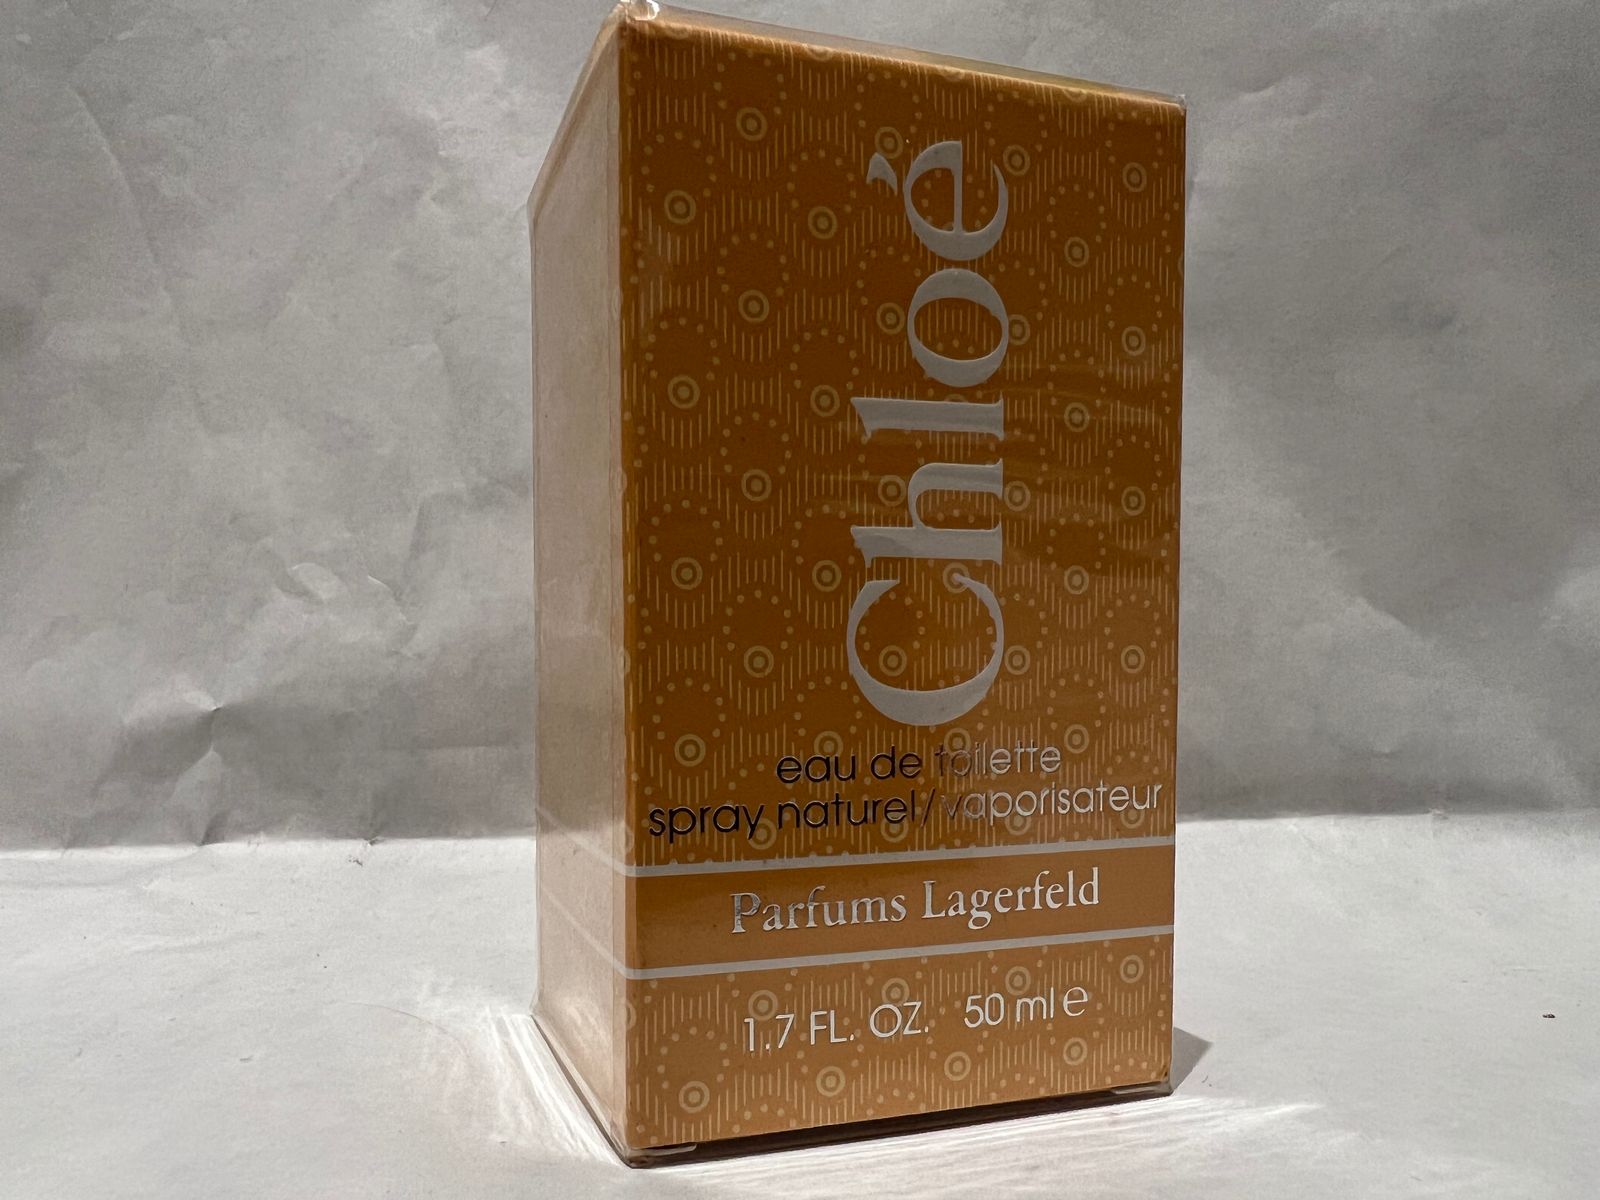 Chloé
eau de toilette
spray naturel/vaporisateur
Parfums Lagerfeld
1.7 FL. OZ. 50 ml e